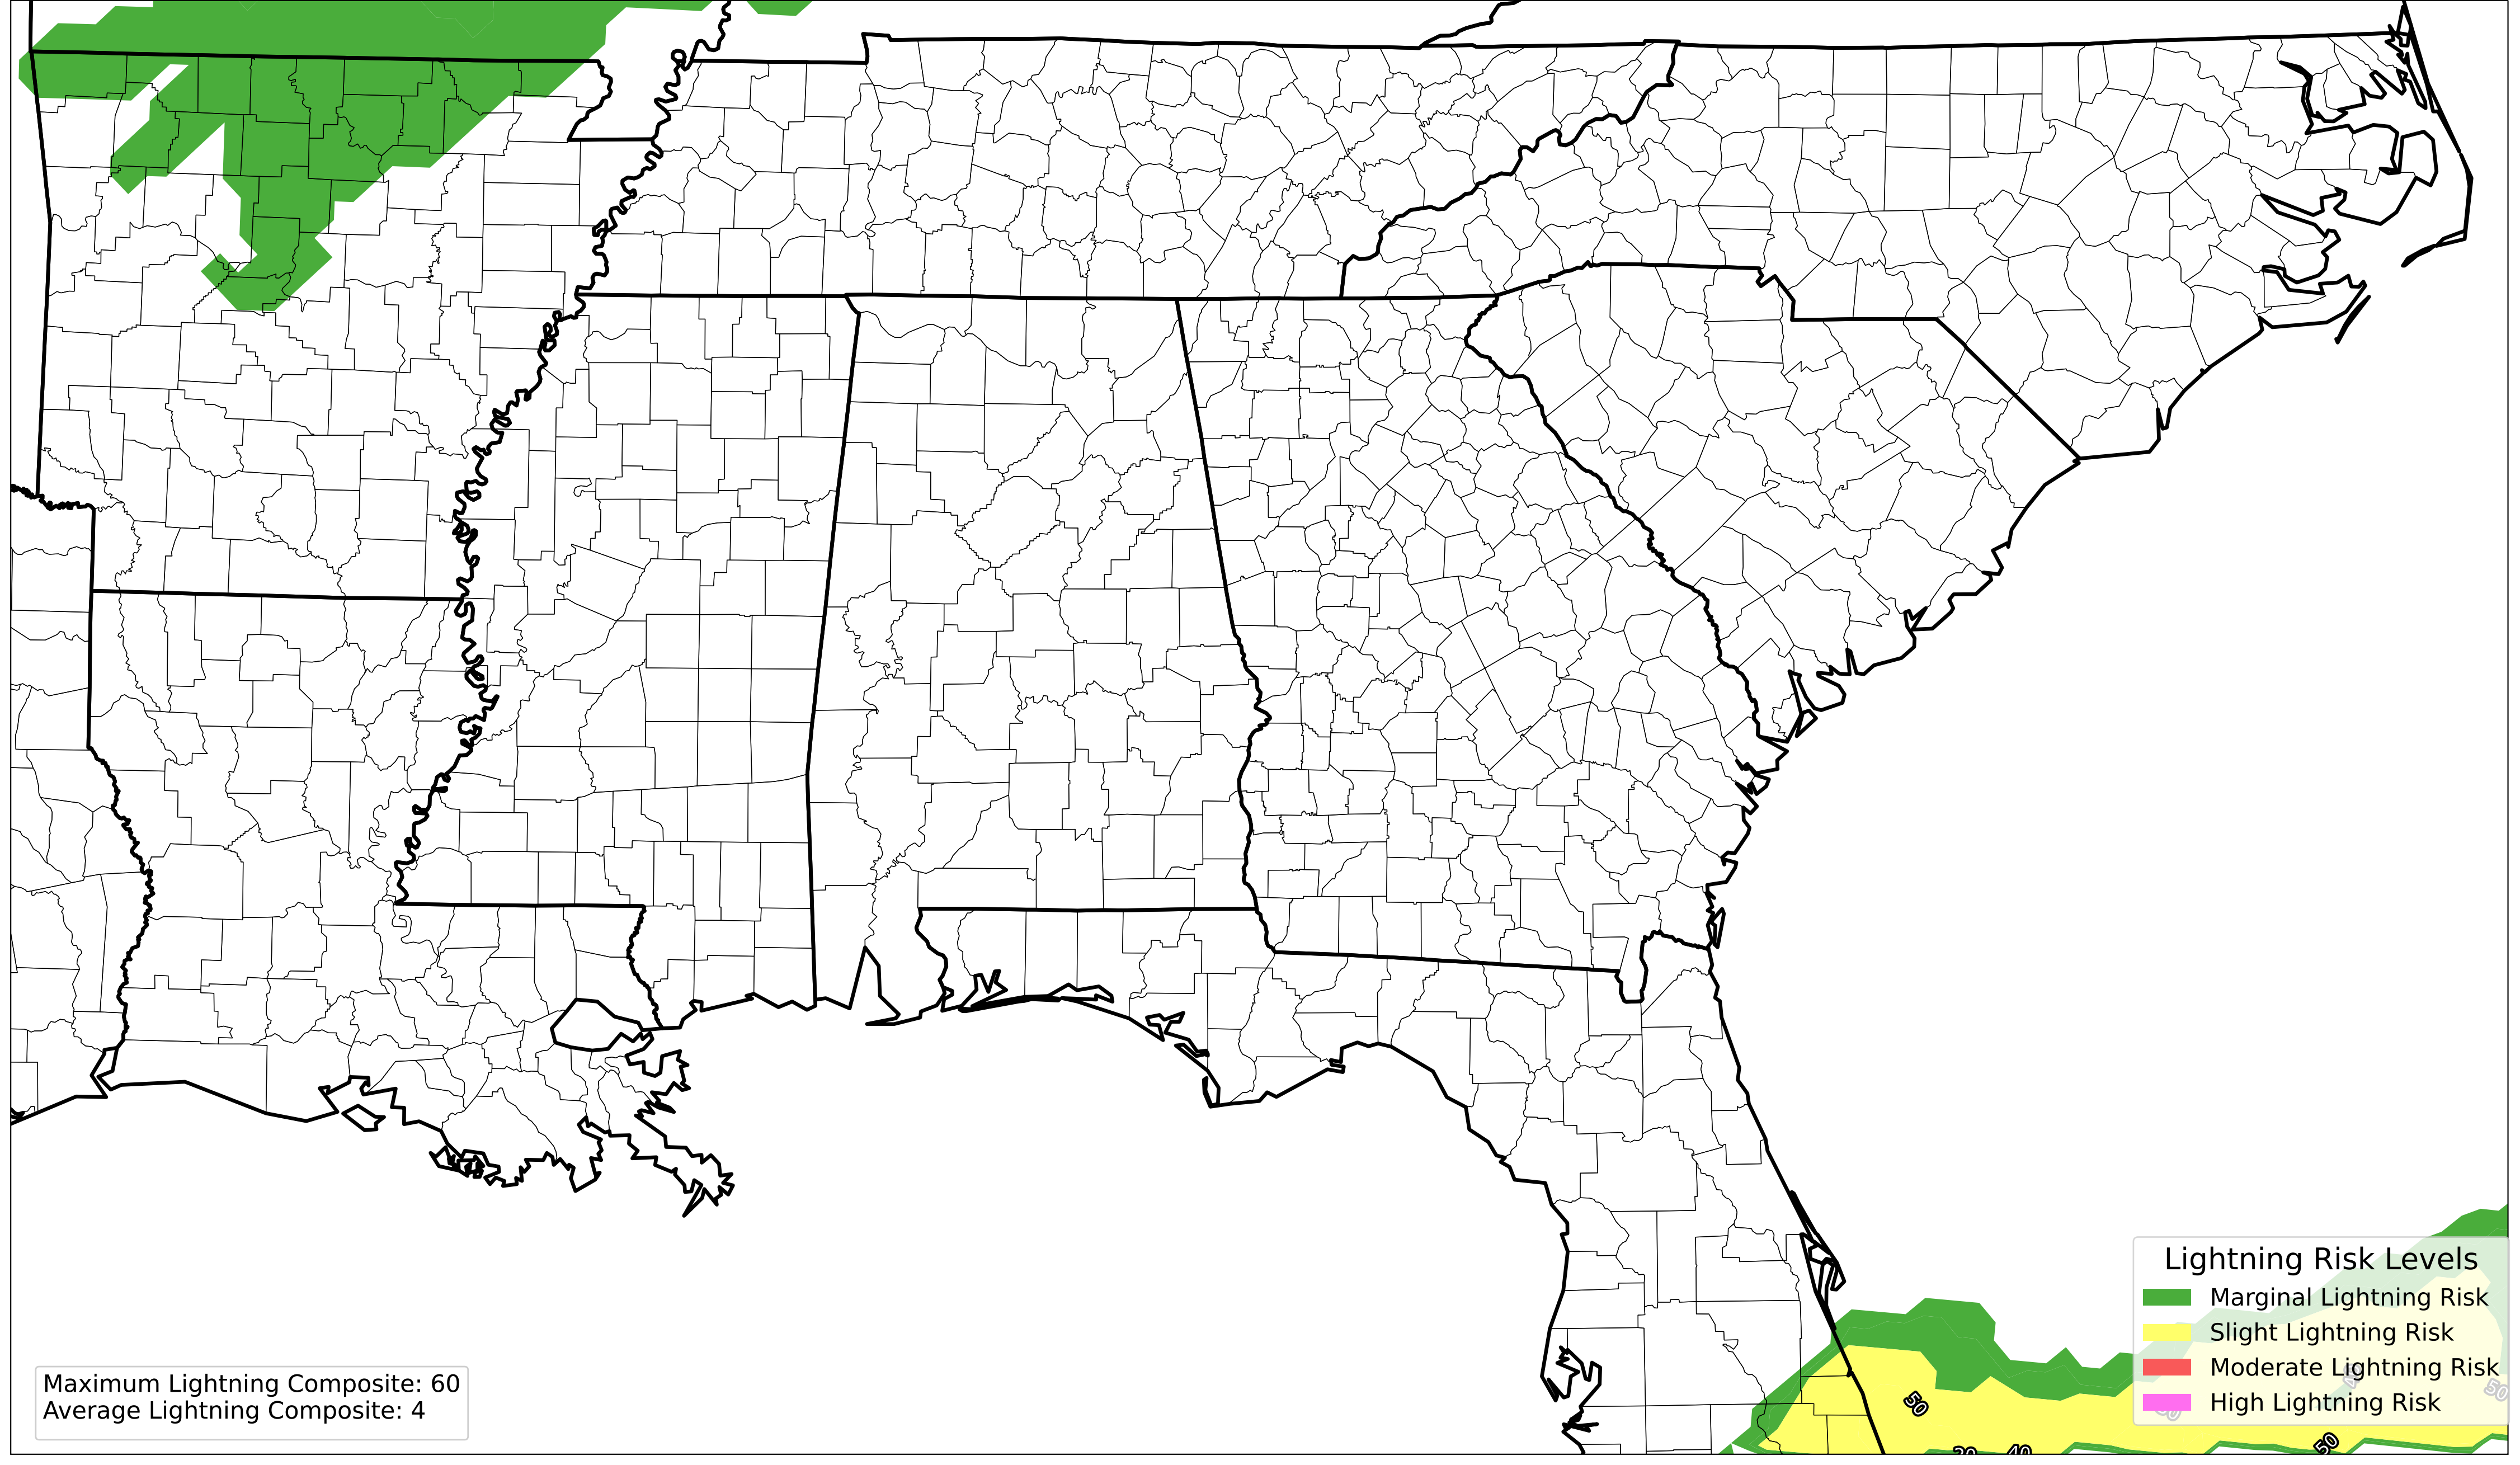 Lightning Risk Levels
Marginal Lightning Risk
Slight Lightning Risk
Moderate Lightning Risk
High Lightning Risk
Maximum Lightning Composite: 60
Average Lightning Composite: 4
50
50
50